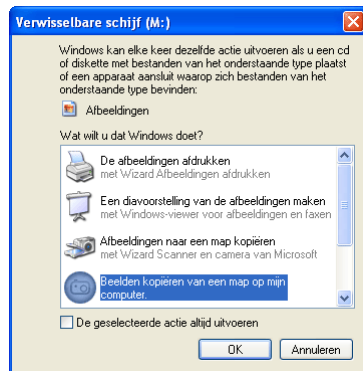 Verwisselbare schijf (M:)
Windows kan elke keer dezelfde actie uitvoeren als u een cd
of diskette met bestanden van het onderstaande type plaatst
of een apparaat aansluit waarop zich bestanden van het
onderstaande type bevinden:
Afbeeldingen
Wat wilt u dat Windows doet?
De afbeeldingen afdrukken
met Wizard Afbeeldingen afdrukken
Een diavoorstelling van de afbeeldingen maken
met Windows-viewer voor afbeeldingen en faxen
Afbeeldingen naar een map kopiëren
met Wizard Scanner en camera van Microsoft
Beelden kopiëren van een map op mijn
computer.
De geselecteerde actie altijd uitvoeren
OK
Annuleren